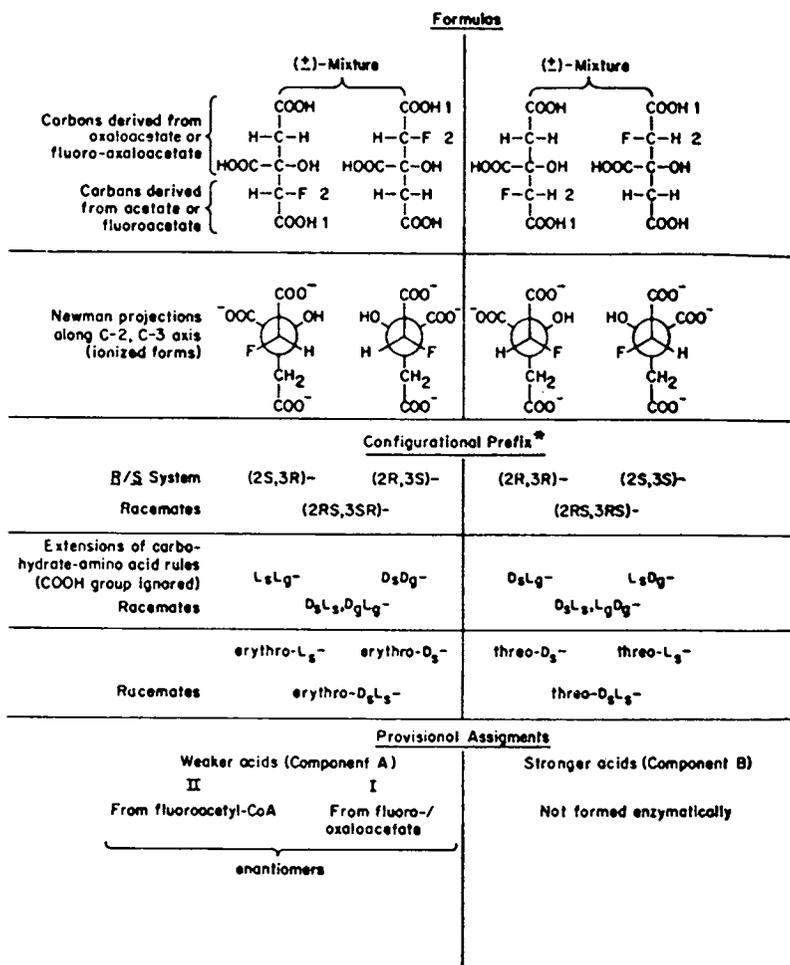 Formulas
(±)-Mixture (±)-Mixture
Carbons derived from
oxaloacetate or
fluoro-oxaloacetate
Carbans derived
from acetate or
fluoroacetate
COOH COOH 1 COOH COOH 1
H-C-H H-C-F 2 H-C-H F-C-H 2
HOOC-C-OH HOOC-C-OH HOOC-C-OH HOOC-C-OH
H-C-F 2 H-C-H F-C-H 2 H-C-H
COOH 1 COOH COOH 1 COOH
Newman projections
along C-2, C-3 axis
(ionized forms)
COO⁻ COO⁻ COO⁻ COO⁻
⁻OOC OH HO COO⁻ ⁻OOC OH HO COO⁻
F H H F H F F H
CH2 CH2 CH2 CH2
COO⁻ COO⁻ COO⁻ COO⁻
Configurational Prefix*
R/S System (2S,3R)- (2R,3S)- (2R,3R)- (2S,3S)-
Racemates (2RS,3SR)- (2RS,3RS)-
Extensions of carbo-
hydrate-amino acid rules
(COOH group ignored) LsLg- DsDg- DsLg- LsDg-
Racemates DsLs,DgLg- DsLs,LgDg-
erythro-Ls- erythro-Ds- threo-Ds- threo-Ls-
Racemates erythro-DsLs- threo-DsLs-
Provisional Assigments
Weaker acids (Component A) Stronger acids (Component B)
II I
From fluoroacetyl-CoA From fluoro-/
oxaloacetate Not formed enzymatically
enantiomers